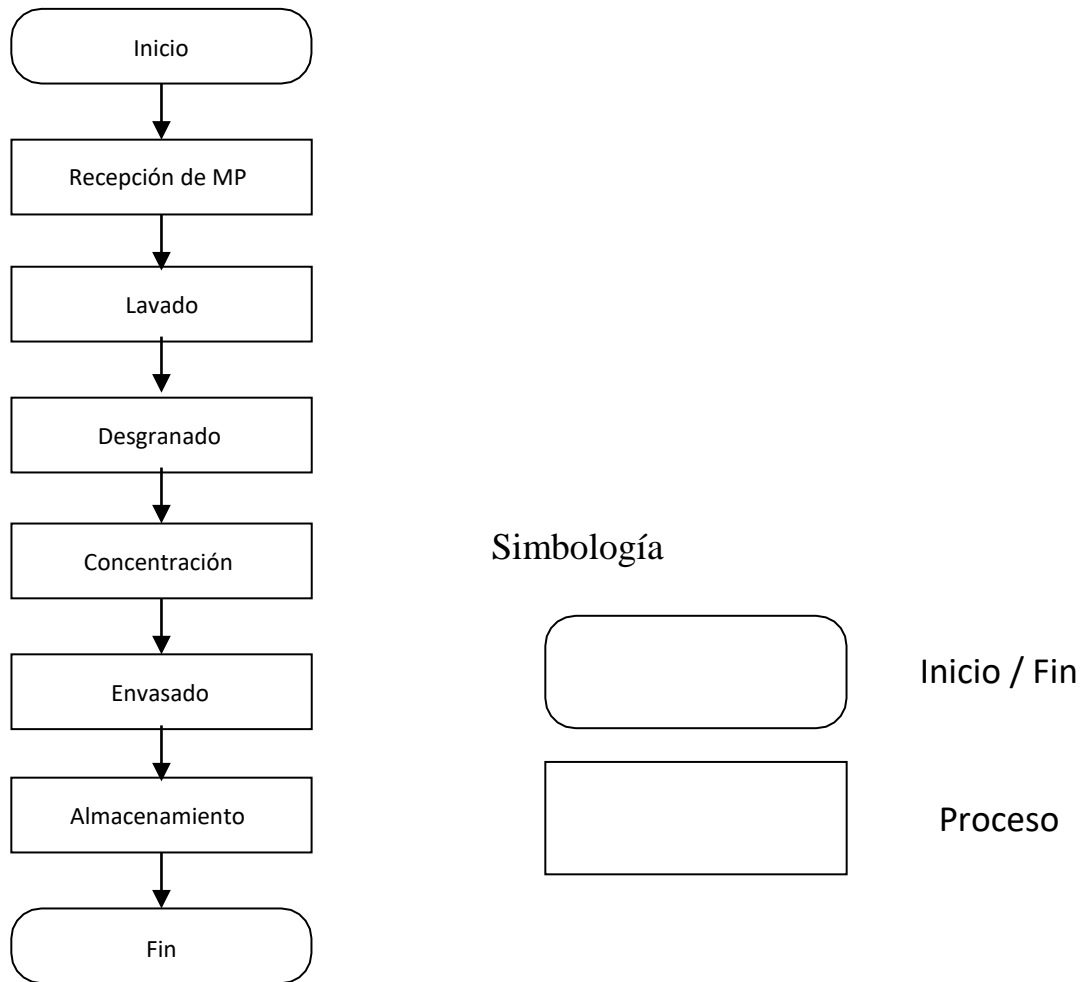 Inicio
Recepción de MP
Lavado
Desgranado
Concentración
Envasado
Almacenamiento
Fin
Simbología
Inicio / Fin
Proceso